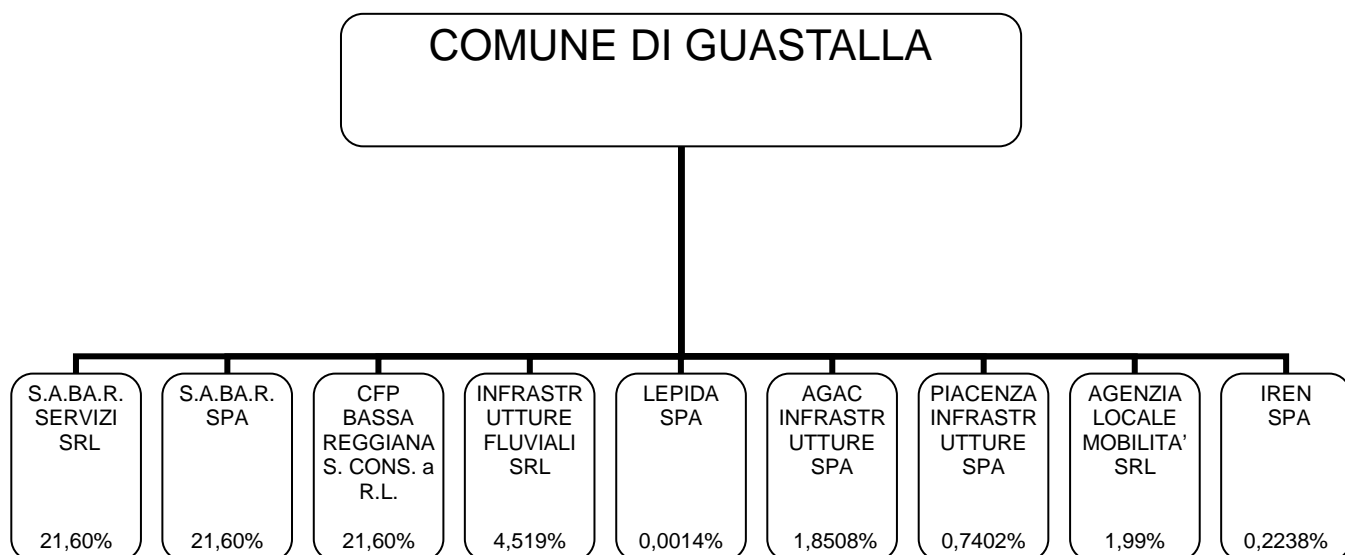 COMUNE DI GUASTALLA
S.A.BA.R.
SERVIZI
SRL
21,60%
S.A.BA.R.
SPA
21,60%
CFP
BASSA
REGGIANA
S. CONS. a
R.L.
21,60%
INFRASTR
UTTURE
FLUVIALI
SRL
4,519%
LEPIDA
SPA
0,0014%
AGAC
INFRASTR
UTTURE
SPA
1,8508%
PIACENZA
INFRASTR
UTTURE
SPA
0,7402%
AGENZIA
LOCALE
MOBILITA’
SRL
1,99%
IREN
SPA
0,2238%